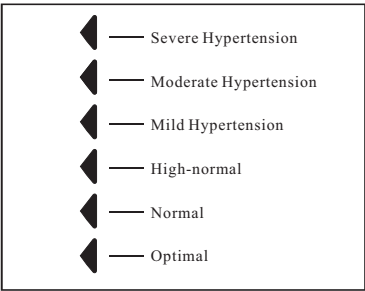 Severe Hypertension
Moderate Hypertension
Mild Hypertension
High-normal
Normal
Optimal